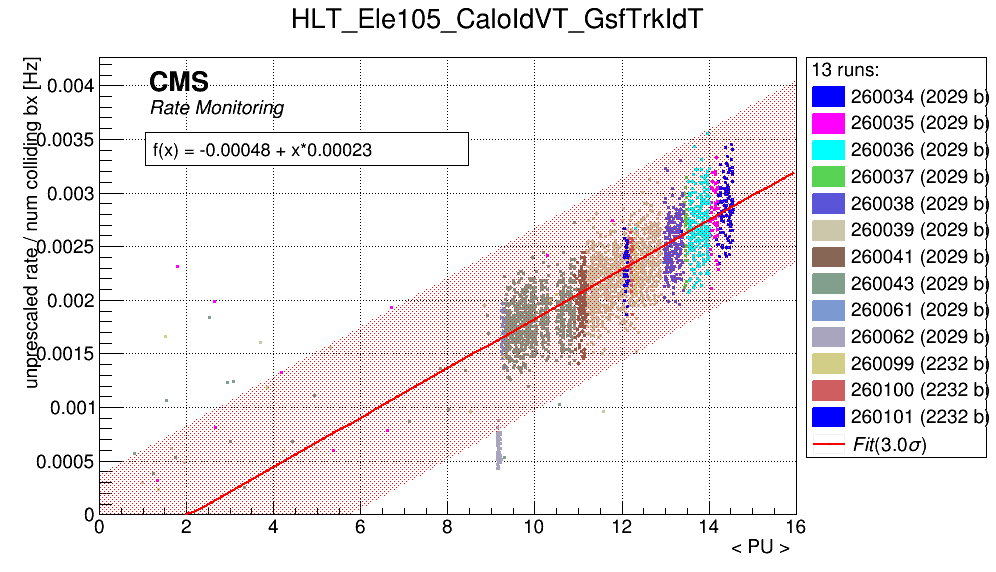 HLT_Ele105_CaloIdVT_GsfTrkIdT
unprescaled rate / num colliding bx [Hz]
CMS
Rate Monitoring
f(x) = -0.00048 + x*0.00023
0.004
0.0035
0.003
0.0025
0.002
0.0015
0.001
0.0005
0
0 2 4 6 8 10 12 14 16
< PU >
13 runs:
260034 (2029 b)
260035 (2029 b)
260036 (2029 b)
260037 (2029 b)
260038 (2029 b)
260039 (2029 b)
260041 (2029 b)
260043 (2029 b)
260061 (2029 b)
260062 (2029 b)
260099 (2232 b)
260100 (2232 b)
260101 (2232 b)
Fit(3.0σ)